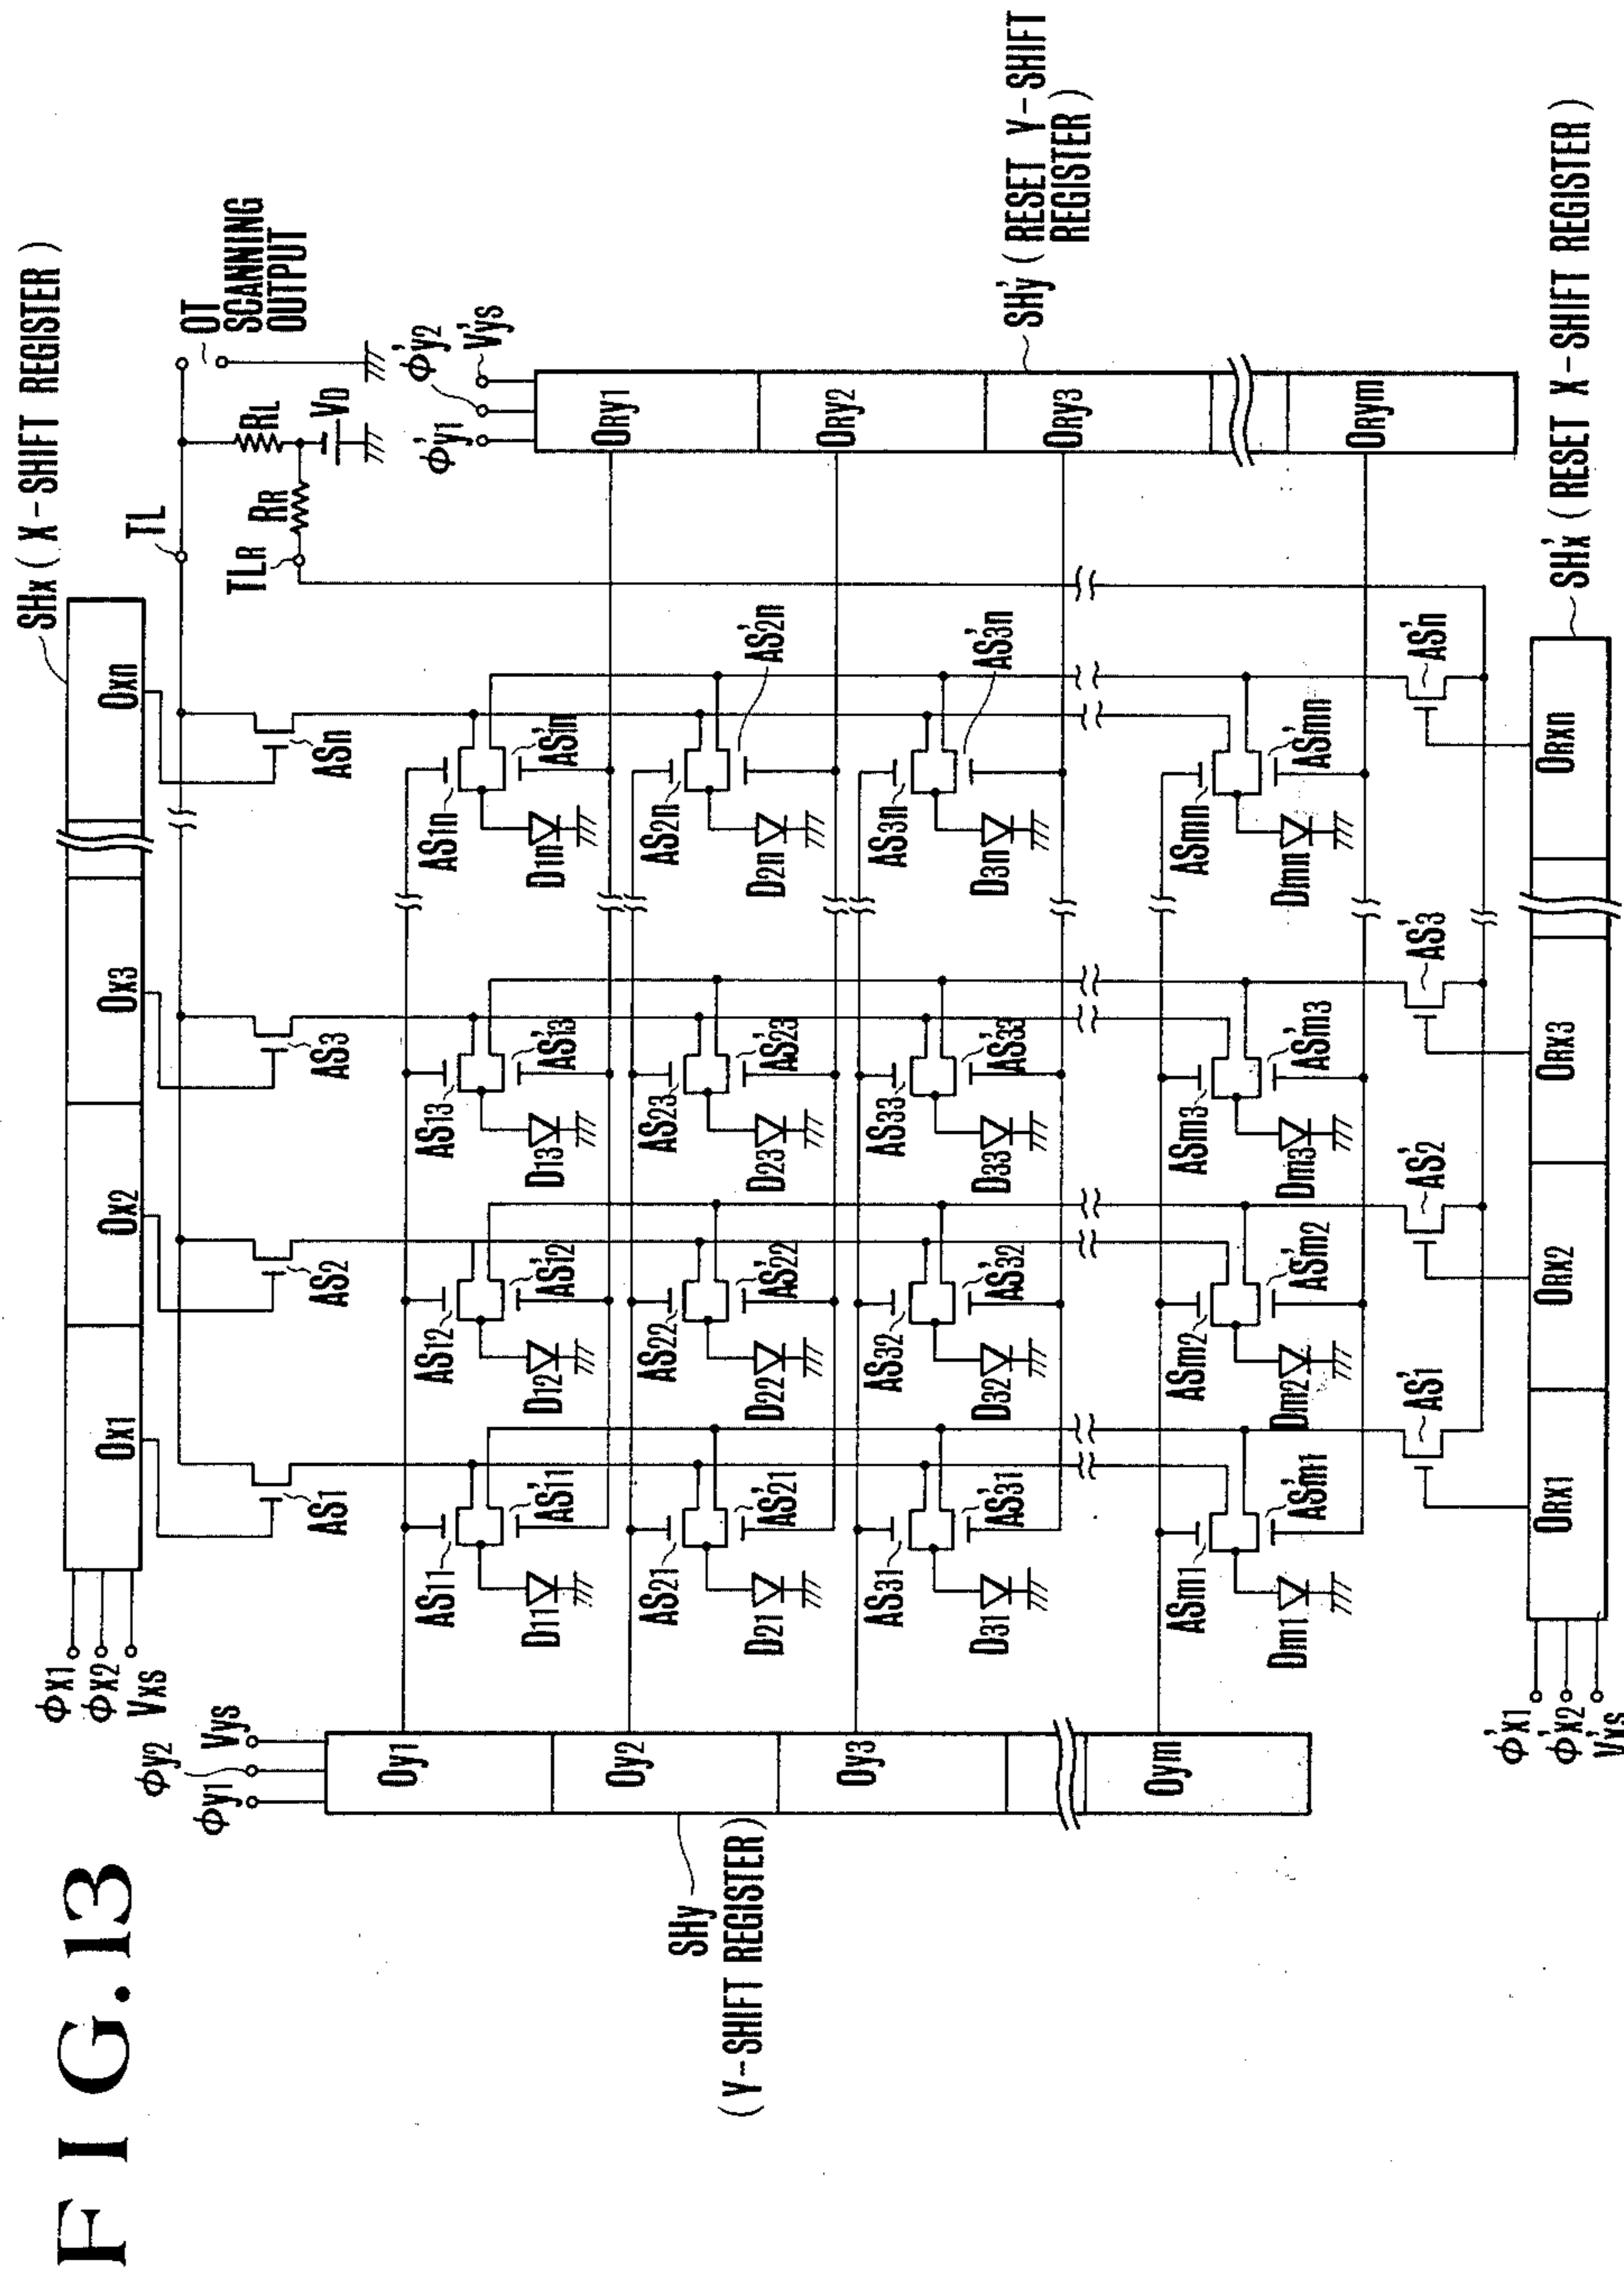 FIG.13
SHx (X-SHIFT REGISTER)
φX1
φX2
VXS
OX1 OX2 OX3 OXn
TL
OT
SCANNING
OUTPUT
AS1 AS2 AS3 ASn
RL
VD
RR
TLR
φy1 φy2 Vys
φ'y1 φ'y2 V'ys
Oy1
Oy2
Oy3
Oym
SHy
(Y-SHIFT REGISTER)
ORy1
ORy2
ORy3
ORym
SH'y (RESET Y-SHIFT
REGISTER)
AS11 AS12 AS13 AS1n
AS'11 AS'12 AS'13 AS'1n
D11 D12 D13 D1n
AS21 AS22 AS23 AS2n
AS'21 AS'22 AS'23 AS'2n
D21 D22 D23 D2n
AS31 AS32 AS33 AS3n
AS'31 AS'32 AS'33 AS'3n
D31 D32 D33 D3n
ASm1 ASm2 ASm3 ASmn
AS'm1 AS'm2 AS'm3 AS'mn
Dm1 Dm2 Dm3 Dmn
AS'1 AS'2 AS'3 AS'n
φ'X1
φ'X2
V'XS
ORX1 ORX2 ORX3 ORXn
SH'x (RESET X-SHIFT REGISTER)